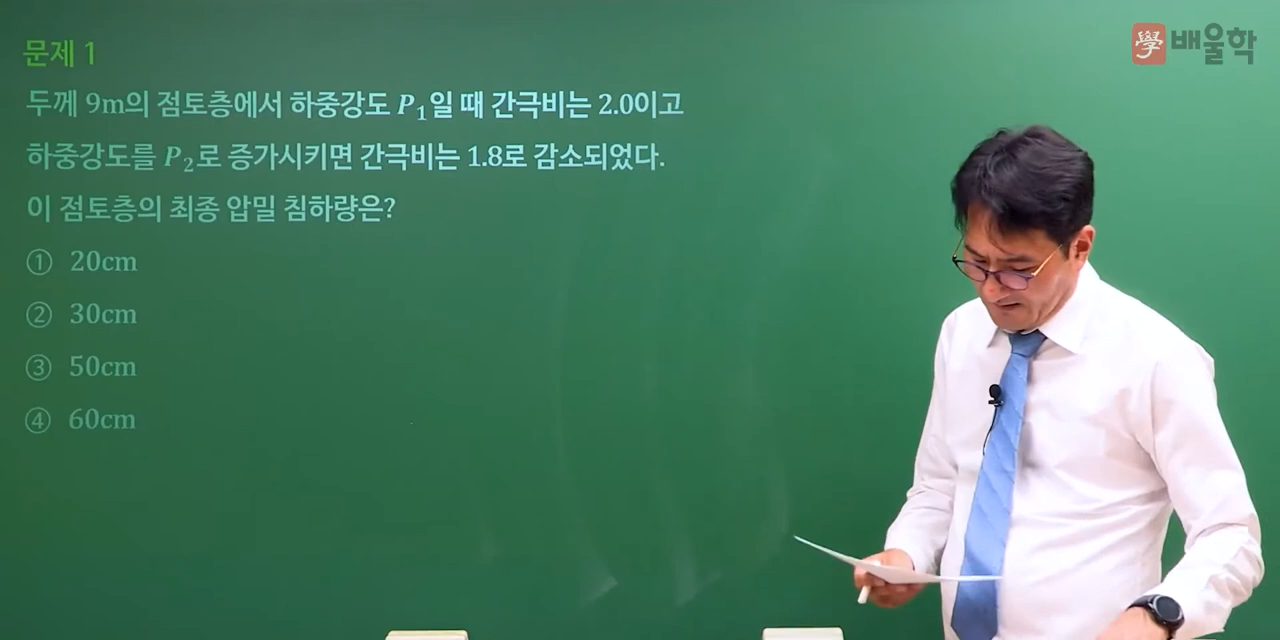 學 배울학
문제 1
두께 9m의 점토층에서 하중강도 P₁일 때 간극비는 2.0이고
하중강도를 P₂로 증가시키면 간극비는 1.8로 감소되었다.
이 점토층의 최종 압밀 침하량은?
① 20cm
② 30cm
③ 50cm
④ 60cm